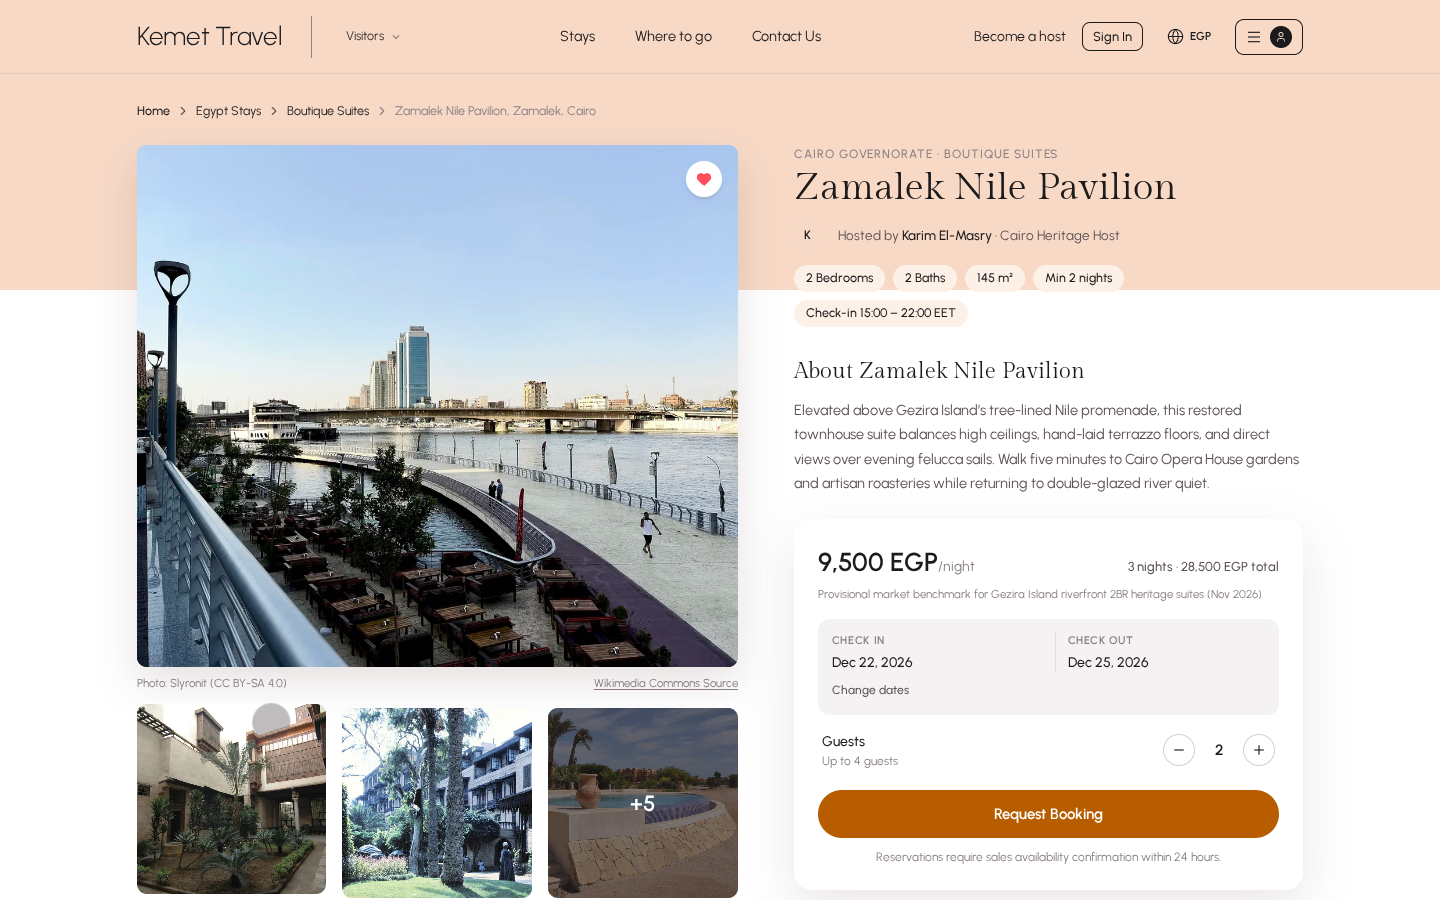 Kemet Travel
Visitors
Stays
Where to go
Contact Us
Become a host
Sign In
EGP
Home
Egypt Stays
Boutique Suites
Zamalek Nile Pavilion, Zamalek, Cairo
CAIRO GOVERNORATE · BOUTIQUE SUITES
Zamalek Nile Pavilion
K
Hosted by Karim El-Masry · Cairo Heritage Host
2 Bedrooms
2 Baths
145 m²
Min 2 nights
Check-in 15:00 – 22:00 EET
About Zamalek Nile Pavilion
Elevated above Gezira Island's tree-lined Nile promenade, this restored
townhouse suite balances high ceilings, hand-laid terrazzo floors, and direct
views over evening felucca sails. Walk five minutes to Cairo Opera House gardens
and artisan roasteries while returning to double-glazed river quiet.
9,500 EGP/night
3 nights · 28,500 EGP total
Provisional market benchmark for Gezira Island riverfront 2BR heritage suites (Nov 2026)
CHECK IN
Dec 22, 2026
CHECK OUT
Dec 25, 2026
Change dates
Guests
Up to 4 guests
2
Request Booking
Reservations require sales availability confirmation within 24 hours.
Photo: Slyronit (CC BY-SA 4.0)
Wikimedia Commons Source
+5